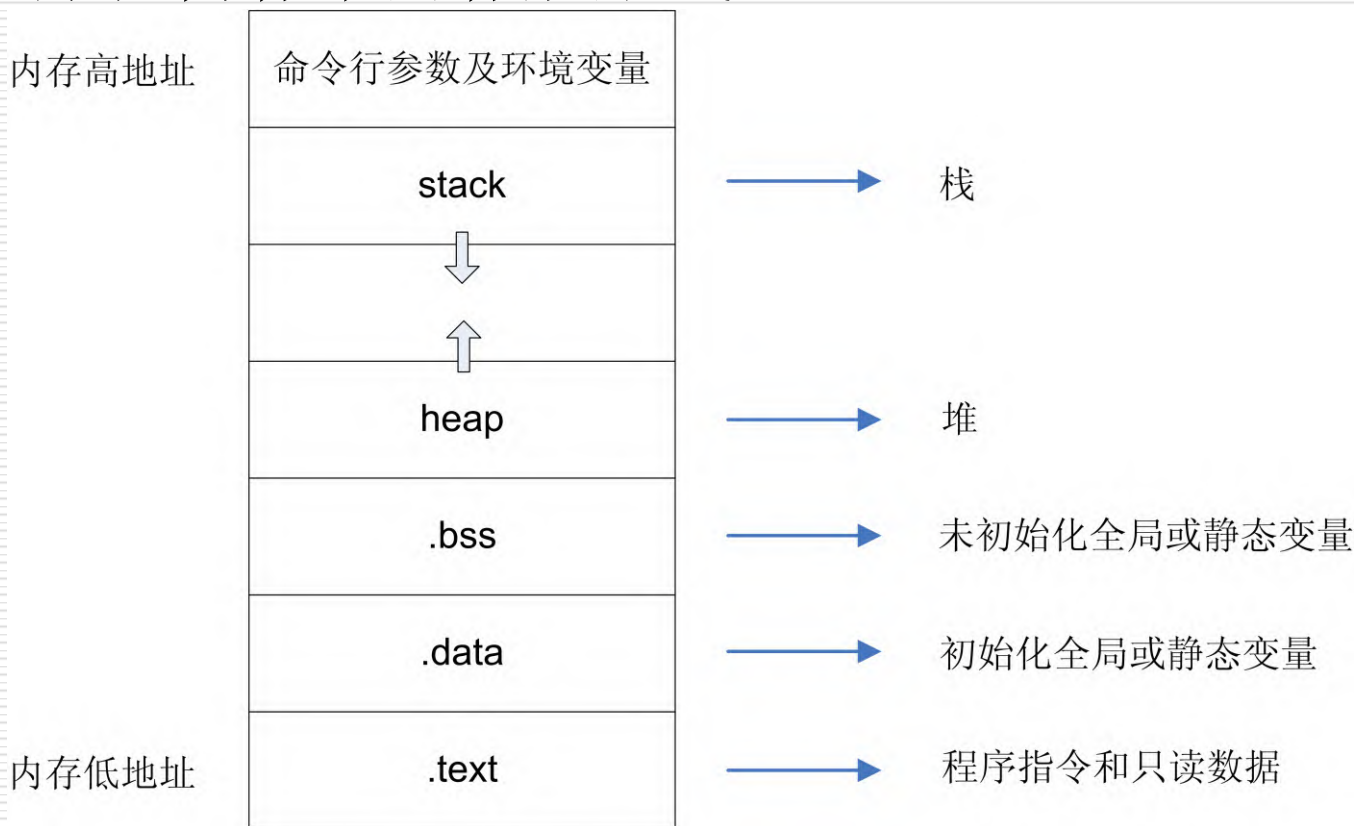 内存高地址 命令行参数及环境变量
stack 栈
heap 堆
.bss 未初始化全局或静态变量
.data 初始化全局或静态变量
内存低地址 .text 程序指令和只读数据